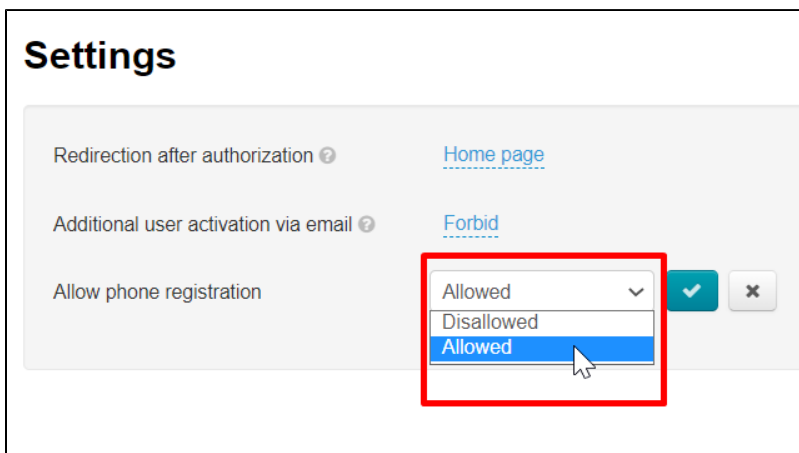 Settings
Redirection after authorization
Home page
Additional user activation via email
Forbid
Allow phone registration
Allowed
Disallowed
Allowed